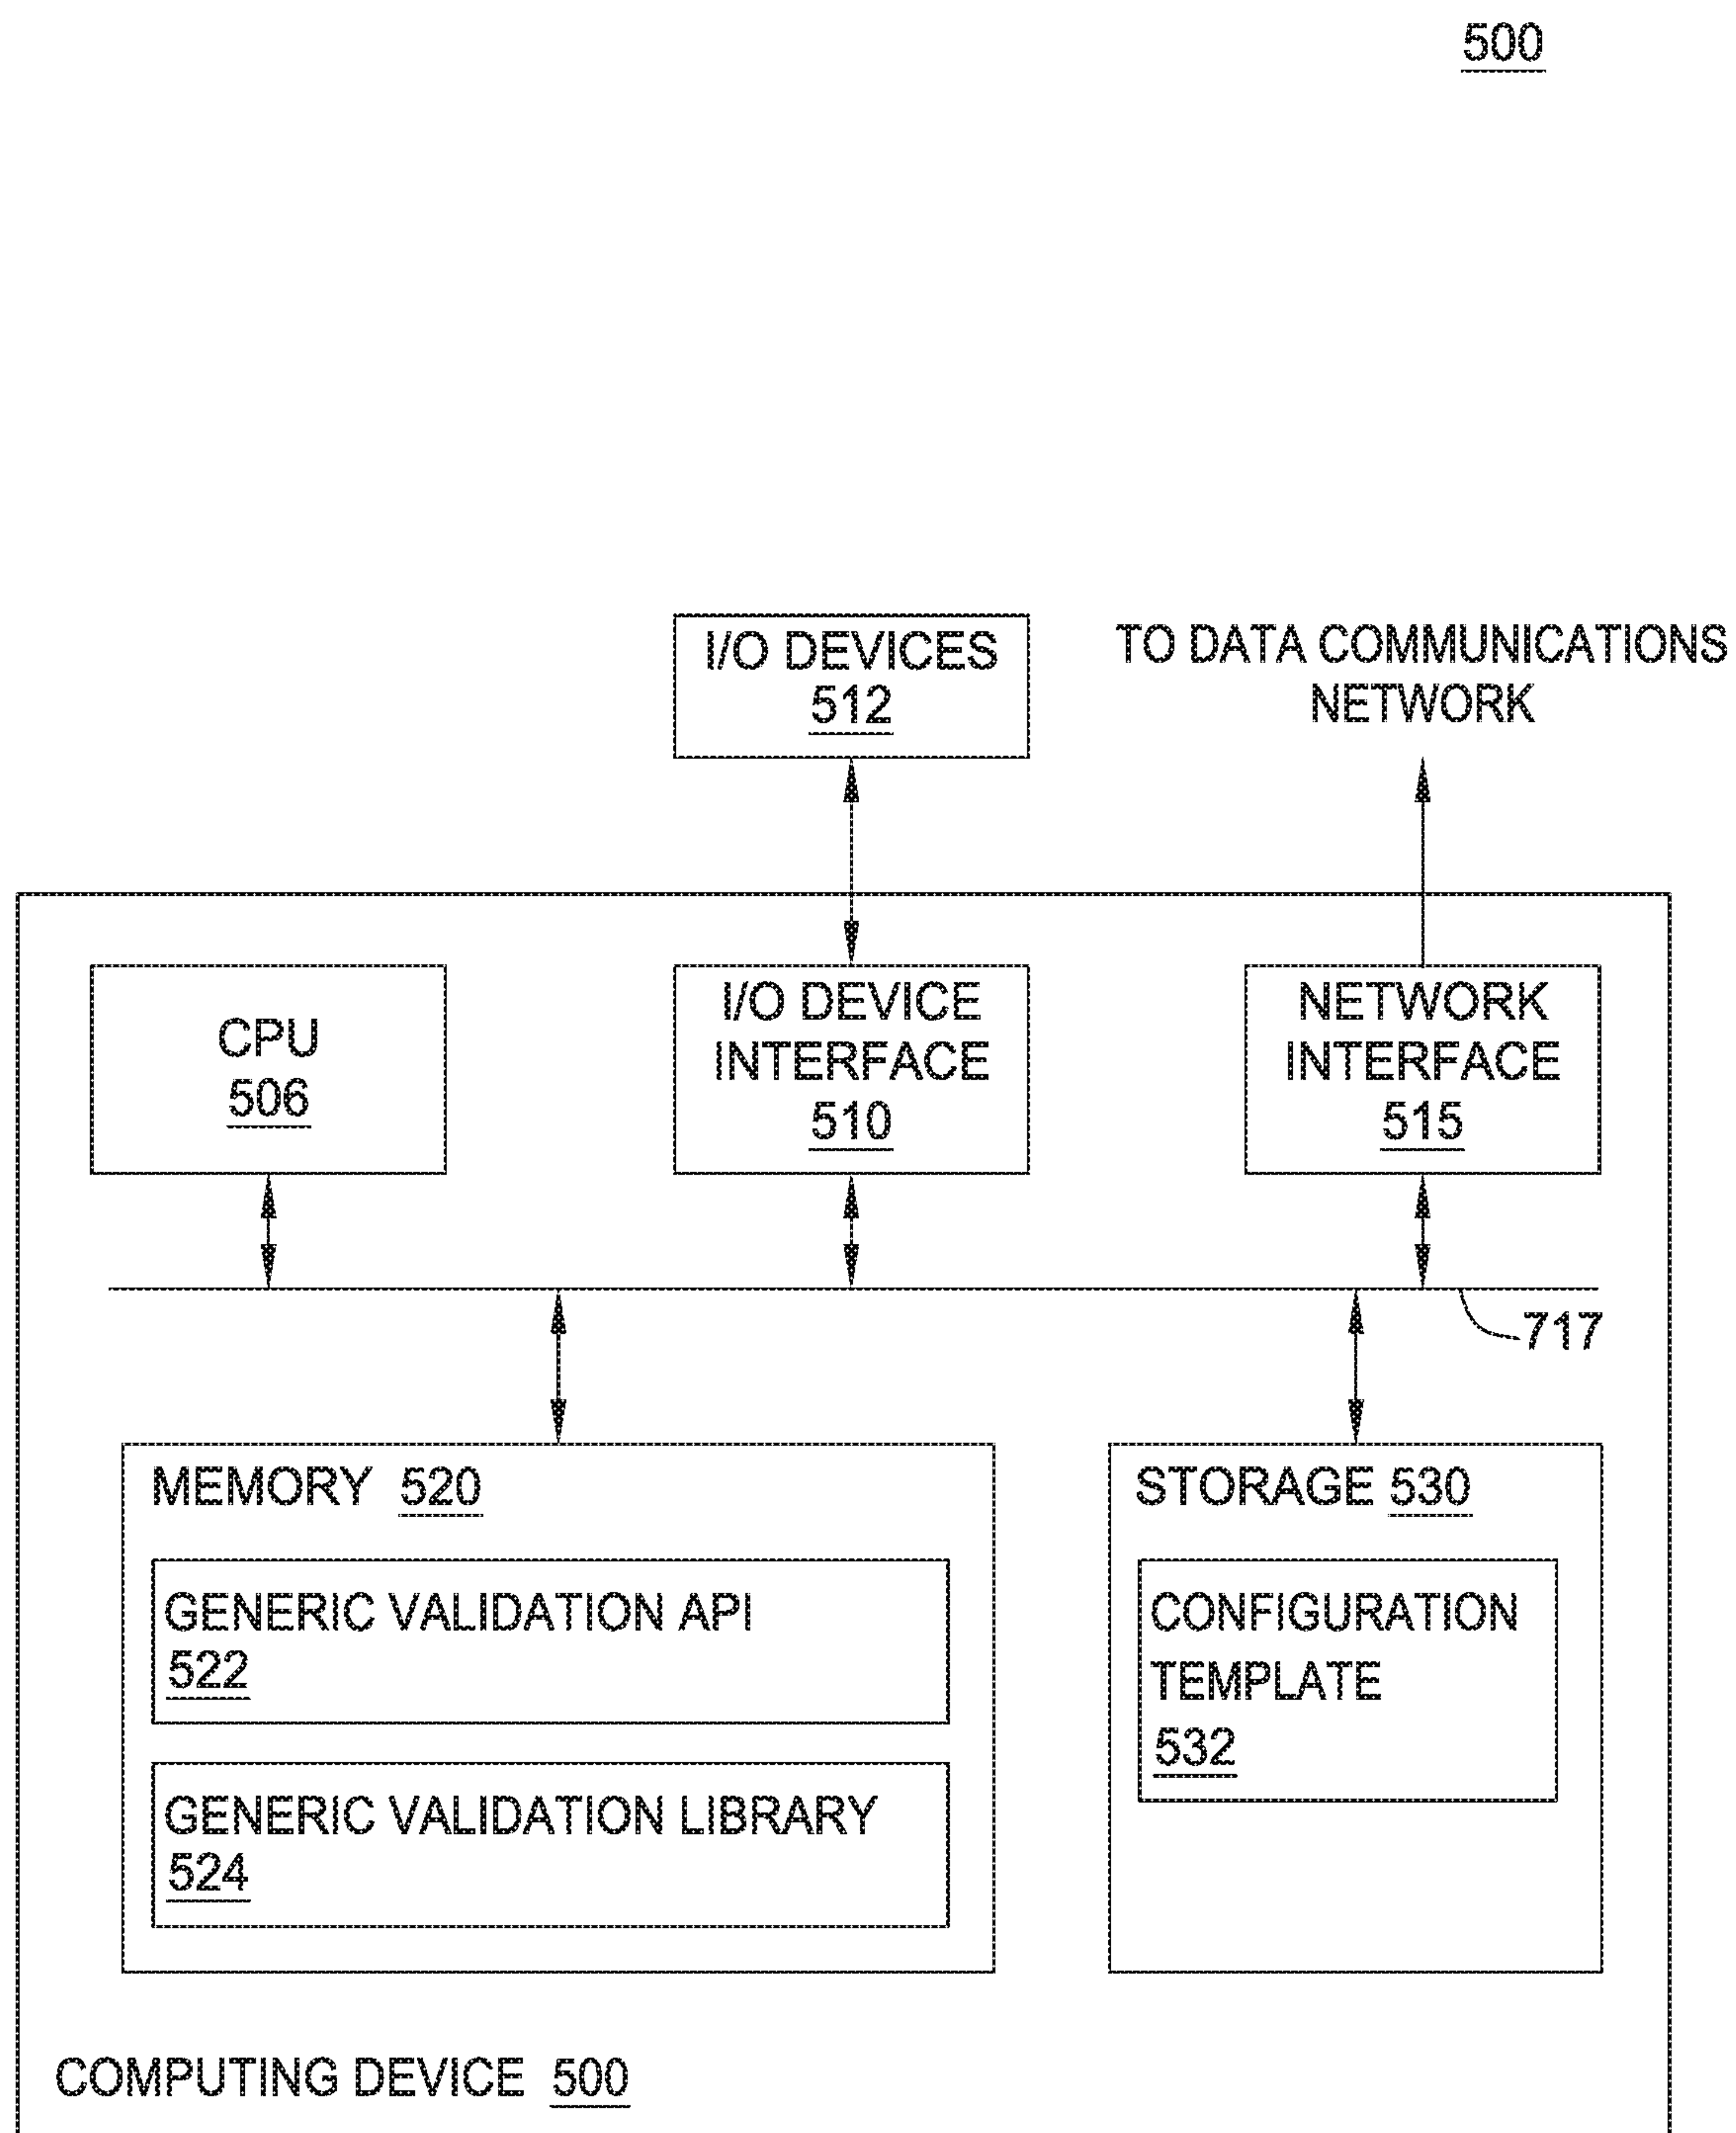 500
I/O DEVICES
512
TO DATA COMMUNICATIONS
NETWORK
CPU
506
I/O DEVICE
INTERFACE
510
NETWORK
INTERFACE
515
717
MEMORY 520
GENERIC VALIDATION API
522
GENERIC VALIDATION LIBRARY
524
STORAGE 530
CONFIGURATION
TEMPLATE
532
COMPUTING DEVICE 500